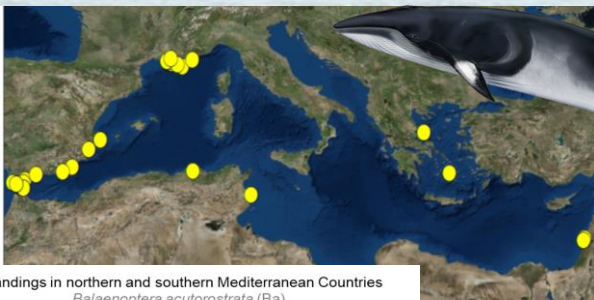 andings in northern and southern Mediterranean Countries
Balaenoptera acutorostrata (Ba)